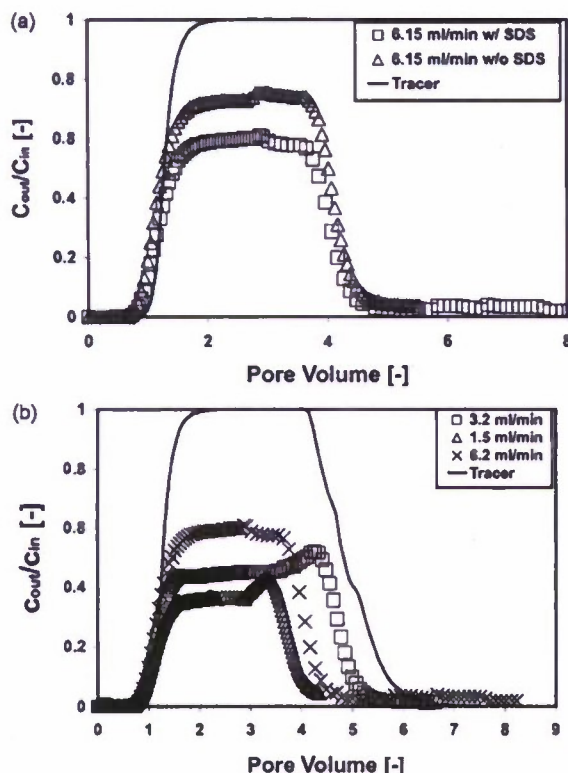 (a)
6.15 ml/min w/ SDS
6.15 ml/min w/o SDS
Tracer
1
0.8
0.6
0.4
0.2
0
Cout/Cin [-]
0 2 4 6 8
Pore Volume [-]
(b)
3.2 ml/min
1.5 ml/min
6.2 ml/min
Tracer
1
0.8
0.6
0.4
0.2
0
Cout/Cin [-]
0 1 2 3 4 5 6 7 8 9
Pore Volume [-]